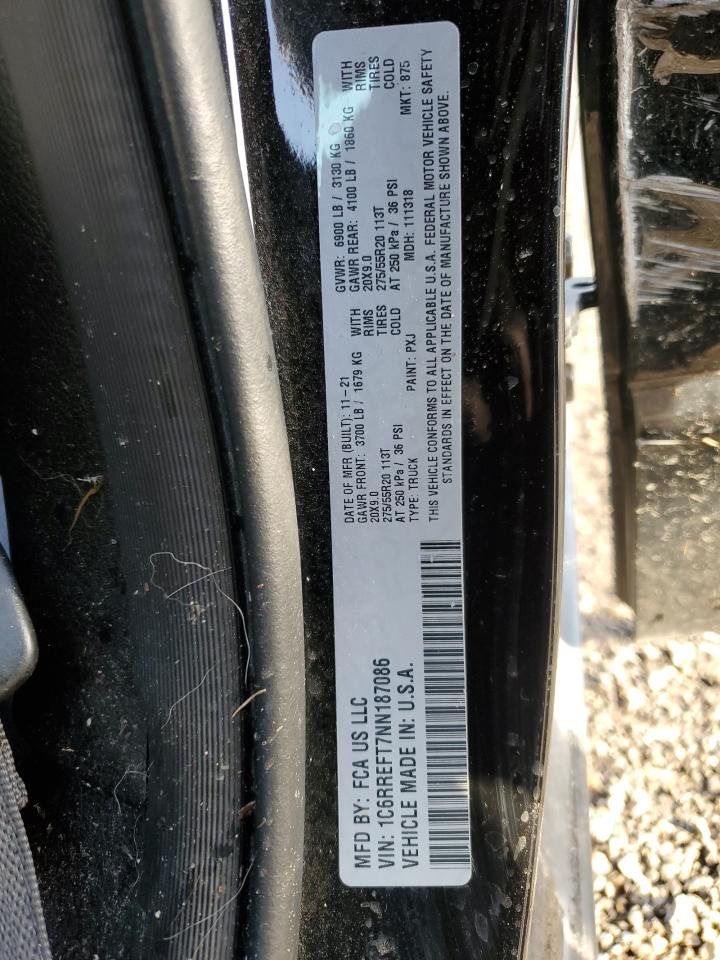 MFD BY: FCA US LLC
VIN: 1C6RREFT7NN187086
VEHICLE MADE IN: U.S.A.
DATE OF MFR (BUILT): 11-21 GVWR: 6900 LB / 3130 KG
GAWR FRONT: 3700 LB / 1679 KG WITH GAWR REAR: 4100 LB / 1860 KG WITH
20X9.0 RIMS 20X9.0 RIMS
275/55R20 113T TIRES 275/55R20 113T TIRES
AT 250 kPa / 36 PSI COLD AT 250 kPa / 36 PSI COLD
TYPE: TRUCK PAINT: PXJ MDH: 111318 MKT: 875
THIS VEHICLE CONFORMS TO ALL APPLICABLE U.S.A. FEDERAL MOTOR VEHICLE SAFETY
STANDARDS IN EFFECT ON THE DATE OF MANUFACTURE SHOWN ABOVE.